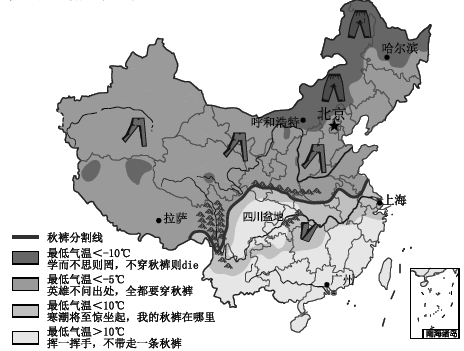 哈尔滨
北京
呼和浩特
上海
四川盆地
拉萨
广州
秋裤分割线
最低气温<-10℃
学而不思则罔，不穿秋裤则die
最低气温<-5℃
英雄不问出处，全都要穿秋裤
最低气温<10℃
寒潮将至惊坐起，我的秋裤在哪里
最低气温>10℃
挥一挥手，不带走一条秋裤
南海诸岛